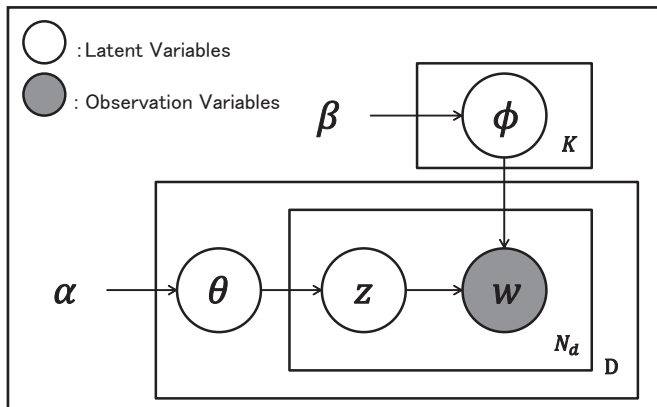 : Latent Variables
: Observation Variables
β
ϕ
K
α
θ
z
w
N_d
D